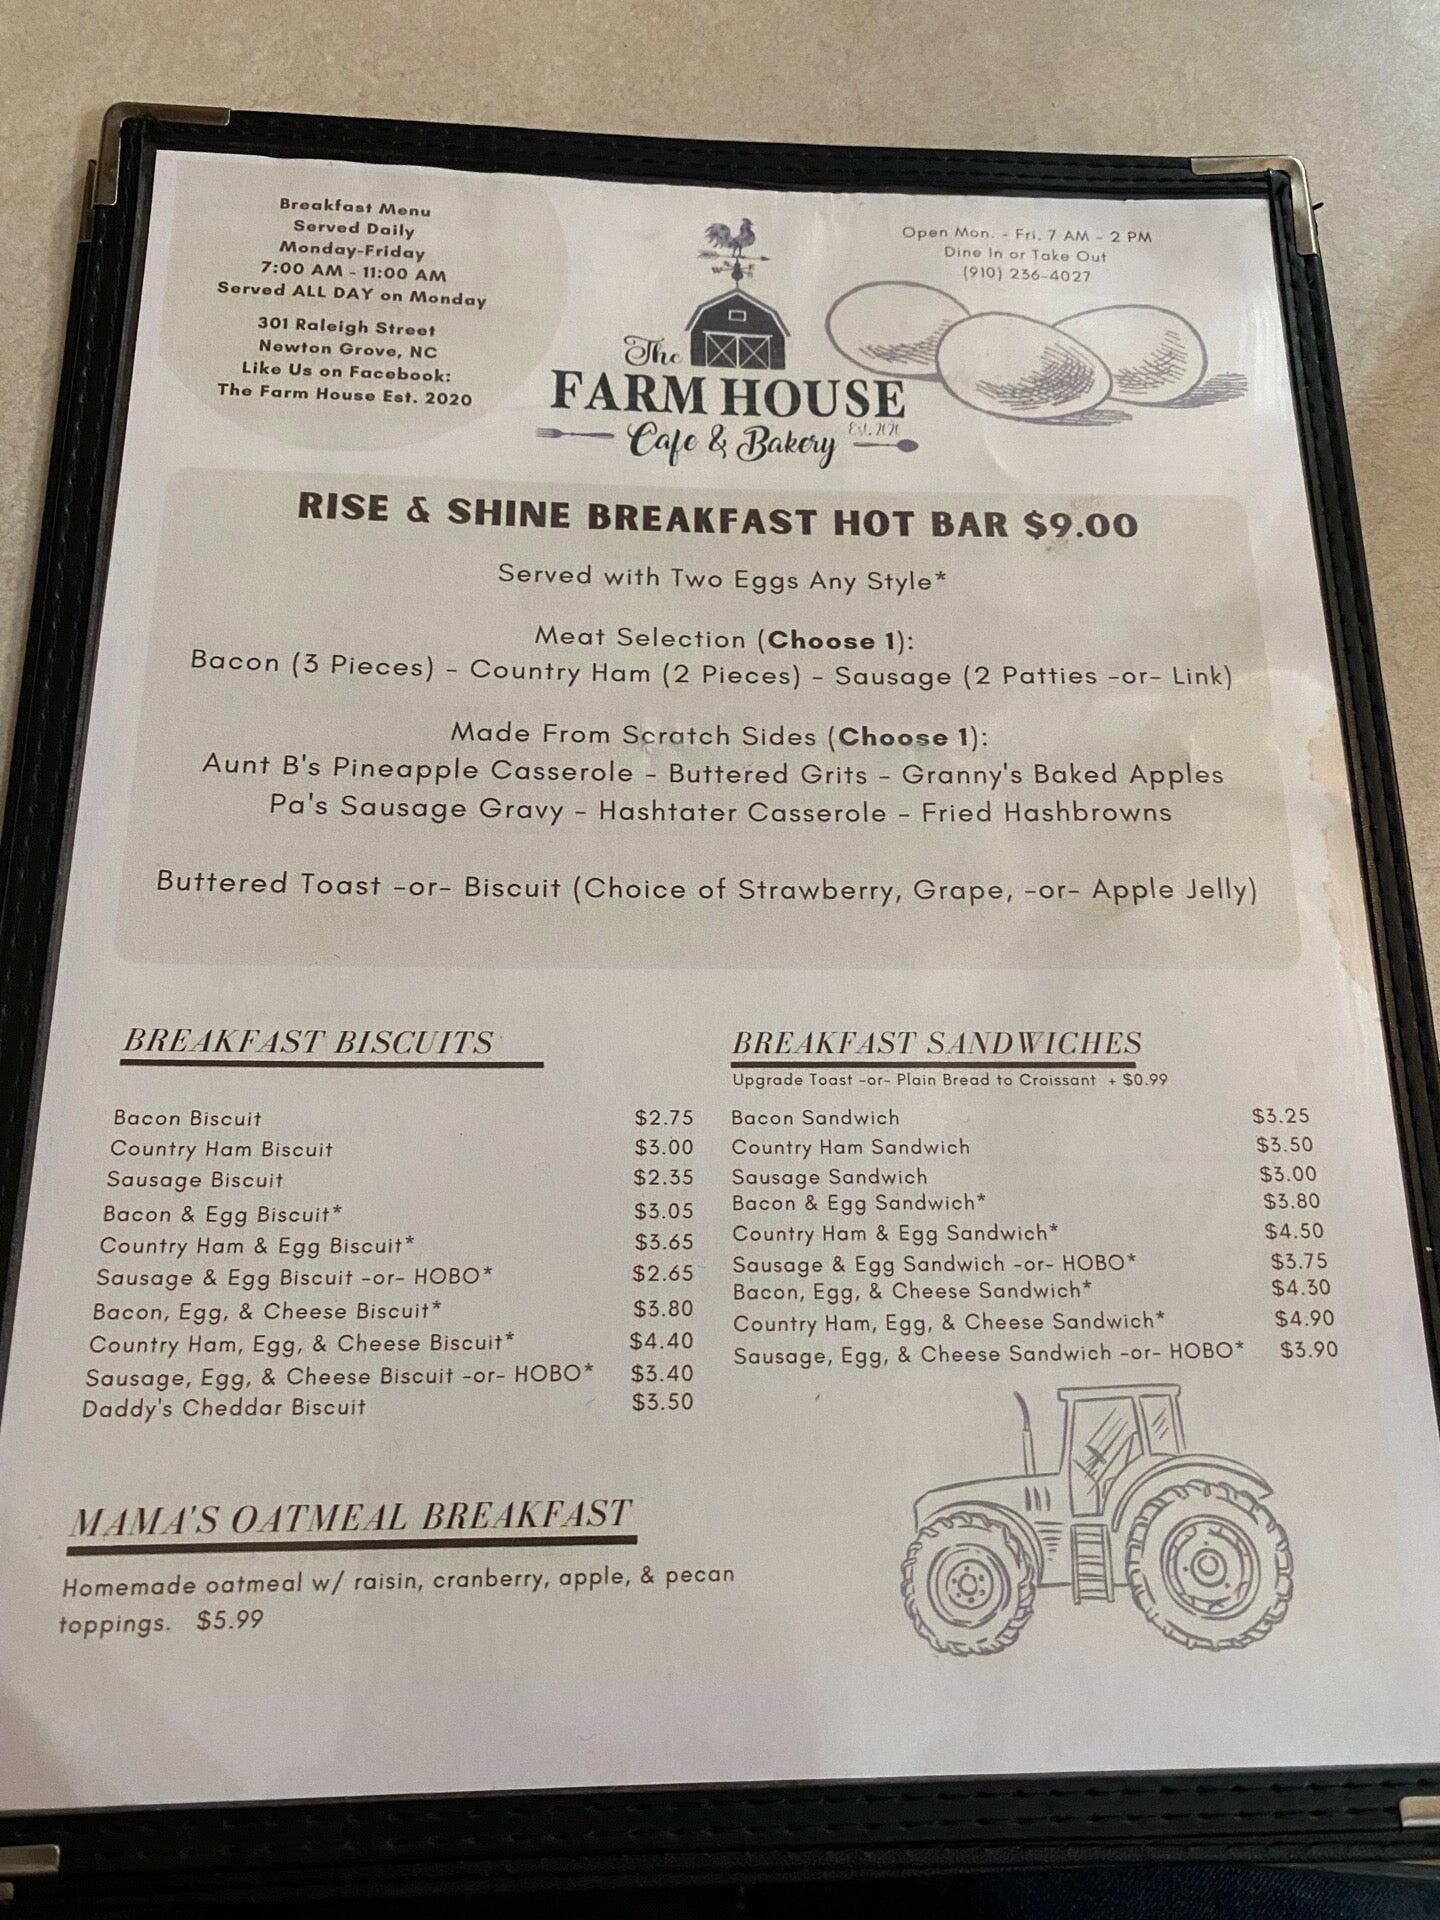 Breakfast Menu
Served Daily
Monday-Friday
7:00 AM - 11:00 AM
Served ALL DAY on Monday
301 Raleigh Street
Newton Grove, NC
Like Us on Facebook:
The Farm House Est. 2020
The
FARM HOUSE
Cafe & Bakery
Est. 2020
Open Mon. - Fri. 7 AM - 2 PM
Dine In or Take Out
(910) 236-4027
RISE & SHINE BREAKFAST HOT BAR $9.00
Served with Two Eggs Any Style*
Meat Selection (Choose 1):
Bacon (3 Pieces) - Country Ham (2 Pieces) - Sausage (2 Patties -or- Link)
Made From Scratch Sides (Choose 1):
Aunt B's Pineapple Casserole - Buttered Grits - Granny's Baked Apples
Pa's Sausage Gravy - Hashtater Casserole - Fried Hashbrowns
Buttered Toast -or- Biscuit (Choice of Strawberry, Grape, -or- Apple Jelly)
BREAKFAST BISCUITS
Bacon Biscuit $2.75
Country Ham Biscuit $3.00
Sausage Biscuit $2.35
Bacon & Egg Biscuit* $3.05
Country Ham & Egg Biscuit* $3.65
Sausage & Egg Biscuit -or- HOBO* $2.65
Bacon, Egg, & Cheese Biscuit* $3.80
Country Ham, Egg, & Cheese Biscuit* $4.40
Sausage, Egg, & Cheese Biscuit -or- HOBO* $3.40
Daddy's Cheddar Biscuit $3.50
BREAKFAST SANDWICHES
Upgrade Toast -or- Plain Bread to Croissant + $0.99
Bacon Sandwich $3.25
Country Ham Sandwich $3.50
Sausage Sandwich $3.00
Bacon & Egg Sandwich* $3.80
Country Ham & Egg Sandwich* $4.50
Sausage & Egg Sandwich -or- HOBO* $3.75
Bacon, Egg, & Cheese Sandwich* $4.30
Country Ham, Egg, & Cheese Sandwich* $4.90
Sausage, Egg, & Cheese Sandwich -or- HOBO* $3.90
MAMA'S OATMEAL BREAKFAST
Homemade oatmeal w/ raisin, cranberry, apple, & pecan
toppings. $5.99